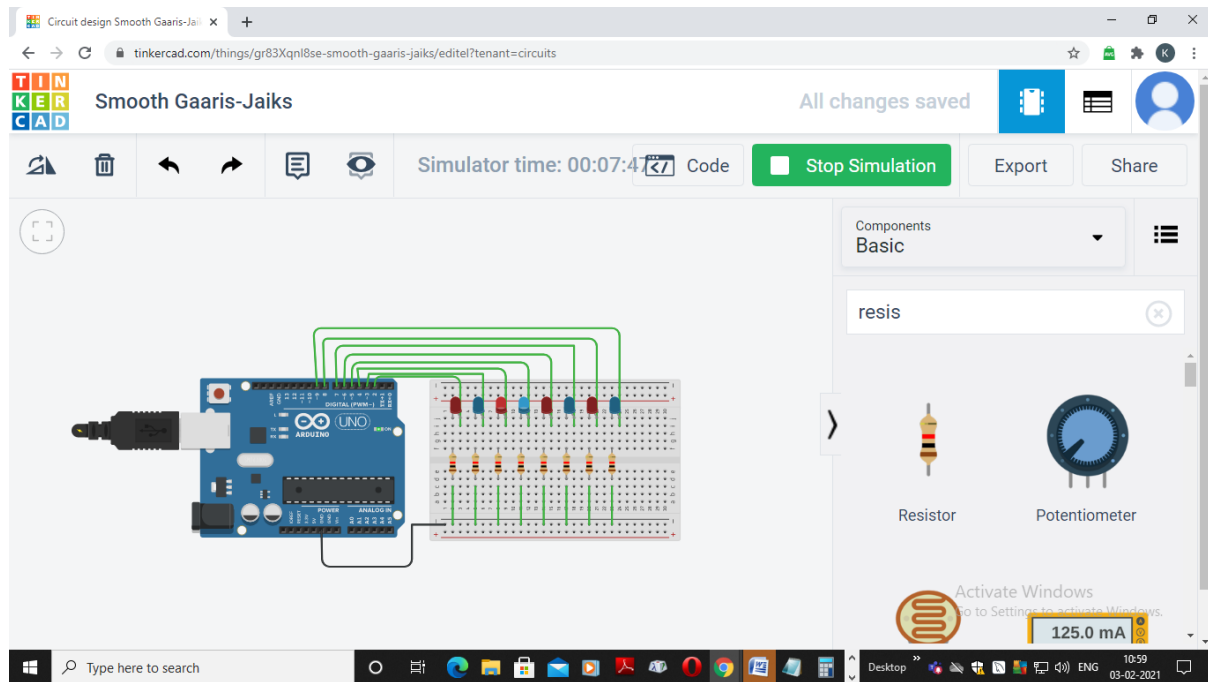 Circuit design Smooth Gaaris-Jai
tinkercad.com/things/gr83Xqnl8se-smooth-gaaris-jaiks/editel?tenant=circuits
K
TIN
KER
CAD
Smooth Gaaris-Jaiks
All changes saved
Simulator time: 00:07:47
Code
Stop Simulation
Export
Share
Components
Basic
resis
DIGITAL (PWM~)
UNO
ARDUINO
ON
POWER
ANALOG IN
Resistor
Potentiometer
Activate Windows
Go to Settings to activate Windows.
125.0 mA
Type here to search
Desktop
ENG
10:59
03-02-2021